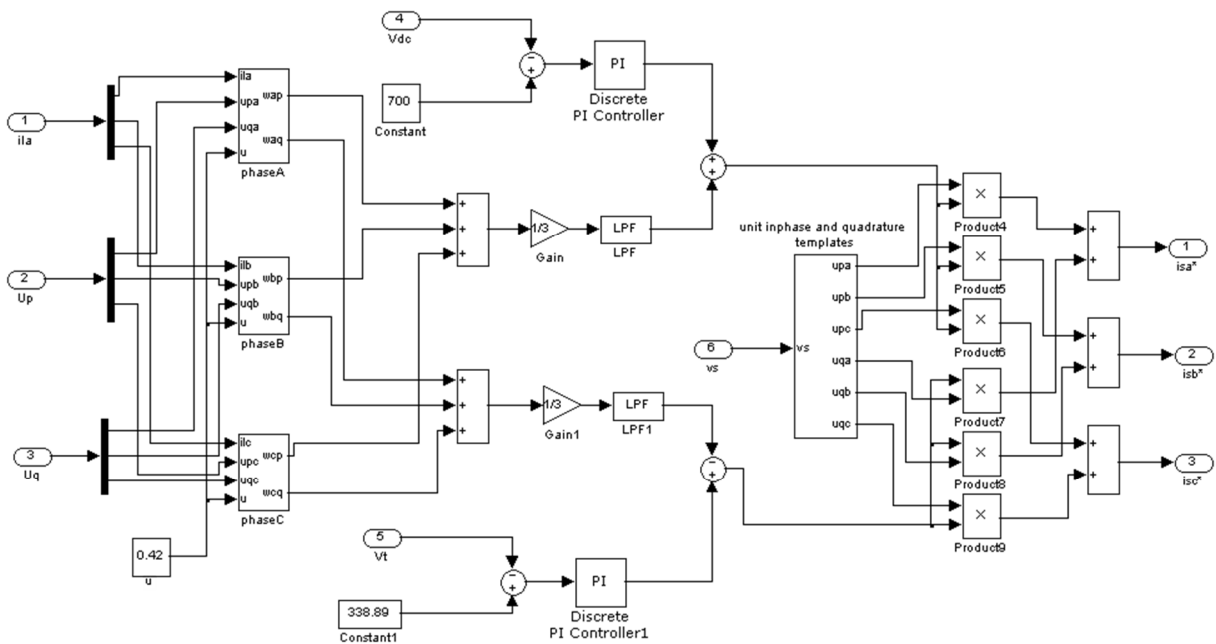 1
ila
2
Up
3
Uq
0.42
u
ila
upa
uqa
u
wap
waq
phaseA
ilb
upb
uqb
u
wbp
wbq
phaseB
ilc
upc
uqc
u
wcp
wcq
phaseC
4
Vdc
700
Constant
−
+
PI
Discrete
PI Controller
+
+
+
+
+
1/3
Gain
LPF
LPF
+
+
+
1/3
Gain1
LPF
LPF1
5
Vt
338.89
Constant1
−
+
PI
Discrete
PI Controller1
−
+
6
vs
unit inphase and quadrature
templates
vs
upa
upb
upc
uqa
uqb
uqc
×
Product4
×
Product5
×
Product6
×
Product7
×
Product8
×
Product9
+
+
1
isa*
+
+
2
isb*
+
+
3
isc*